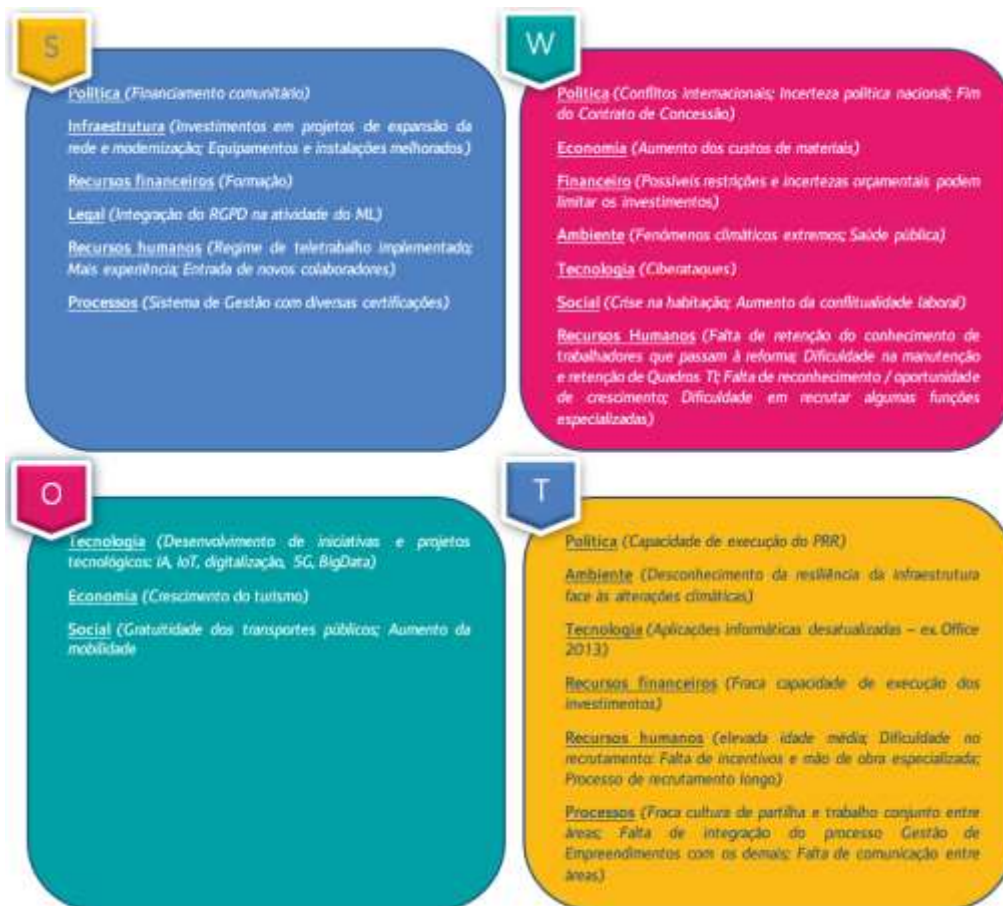 S
Política (Financiamento comunitário)
Infraestrutura (Investimentos em projetos de expansão da
rede e modernização; Equipamentos e instalações melhorados)
Recursos financeiros (Formação)
Legal (Integração do RGPD na atividade do ML)
Recursos humanos (Regime de teletrabalho implementado;
Mais experiência; Entrada de novos colaboradores)
Processos (Sistema de Gestão com diversas certificações)
W
Política (Conflitos internacionais; Incerteza política nacional; Fim
do Contrato de Concessão)
Economia (Aumento dos custos de materiais)
Financeiro (Possíveis restrições e incertezas orçamentais podem
limitar os investimentos)
Ambiente (Fenómenos climáticos extremos; Saúde pública)
Tecnologia (Ciberataques)
Social (Crise na habitação; Aumento da conflitualidade laboral)
Recursos Humanos (Falta de retenção do conhecimento de
trabalhadores que passam à reforma; Dificuldade na manutenção
e retenção de Quadros TI; Falta de reconhecimento / oportunidade
de crescimento; Dificuldade em recrutar algumas funções
especializadas)
O
Tecnologia (Desenvolvimento de iniciativas e projetos
tecnológicos: IA, IoT, digitalização, 5G, BigData)
Economia (Crescimento do turismo)
Social (Gratuitidade dos transportes públicos; Aumento da
mobilidade
T
Política (Capacidade de execução do PRR)
Ambiente (Desconhecimento da resiliência da infraestrutura
face às alterações climáticas)
Tecnologia (Aplicações informáticas desatualizadas – ex. Office
2013)
Recursos financeiros (Fraca capacidade de execução dos
investimentos)
Recursos humanos (elevada idade média; Dificuldade no
recrutamento: Falta de incentivos e mão de obra especializada;
Processo de recrutamento longo)
Processos (Fraca cultura de partilha e trabalho conjunto entre
áreas; Falta de integração do processo Gestão de
Empreendimentos com os demais; Falta de comunicação entre
áreas)